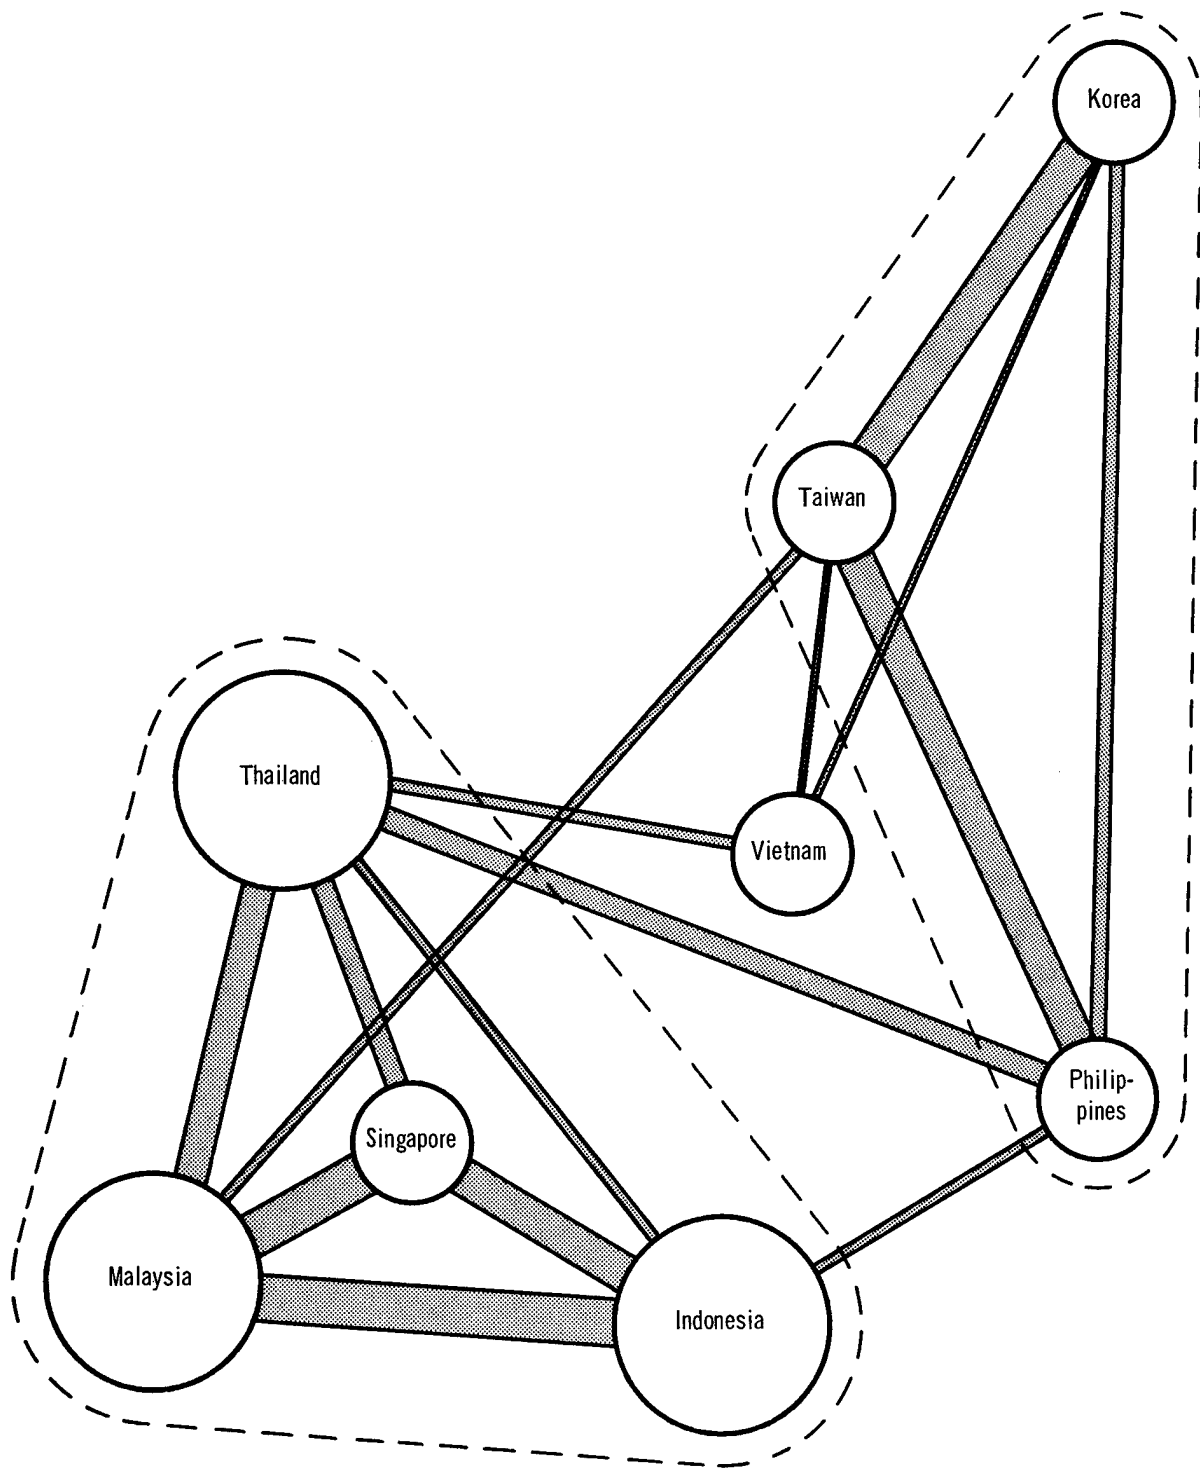 Korea
Taiwan
Thailand
Vietnam
Philip-
pines
Singapore
Malaysia
Indonesia